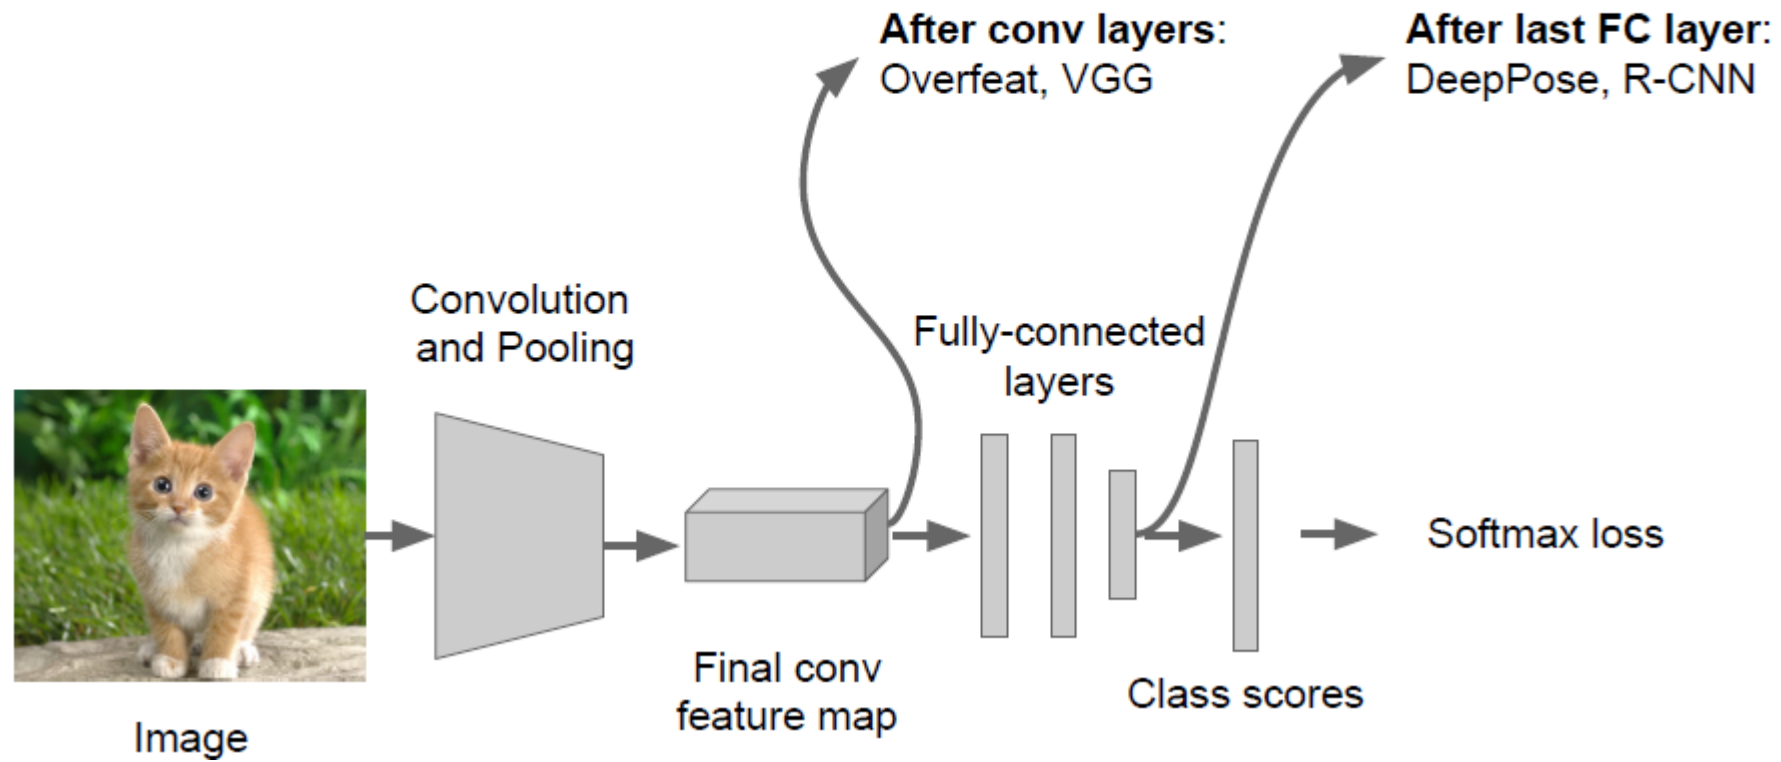 After conv layers:
Overfeat, VGG
After last FC layer:
DeepPose, R-CNN
Convolution
and Pooling
Fully-connected
layers
Softmax loss
Final conv
feature map
Class scores
Image